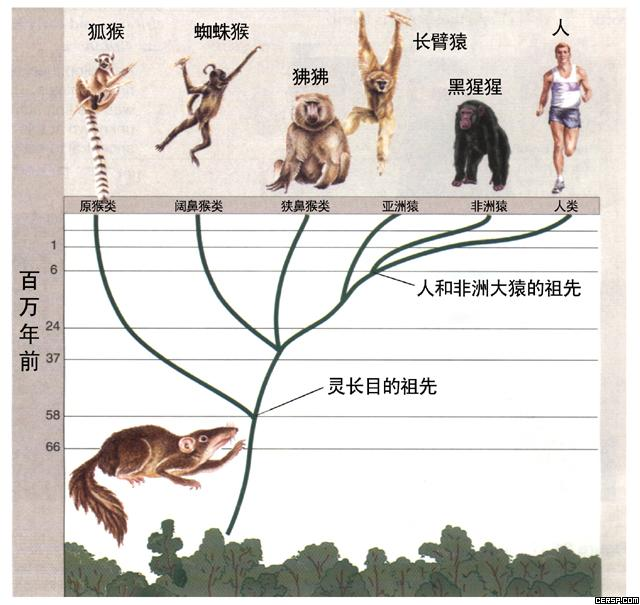 狐猴
蜘蛛猴
狒狒
长臂猿
黑猩猩
人
原猴类
阔鼻猴类
狭鼻猴类
亚洲猿
非洲猿
人类
百万年前
1
6
24
37
58
66
人和非洲大猿的祖先
灵长目的祖先
CERSP.COM